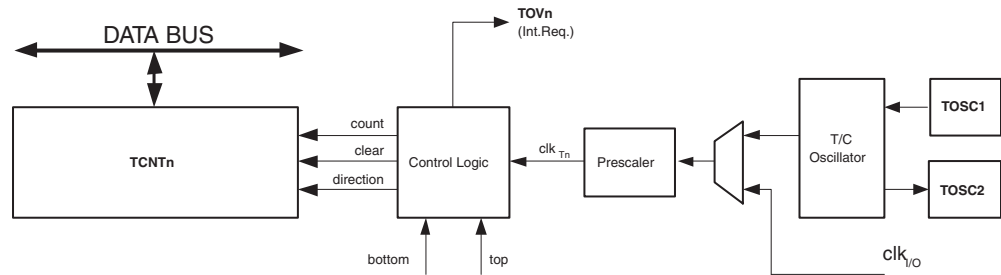 TOVn
(Int.Req.)
DATA BUS
TOSC1
T/C
Oscillator
count
TCNTn
clear
Control Logic
clk Tn
Prescaler
direction
TOSC2
bottom
top
clk I/O